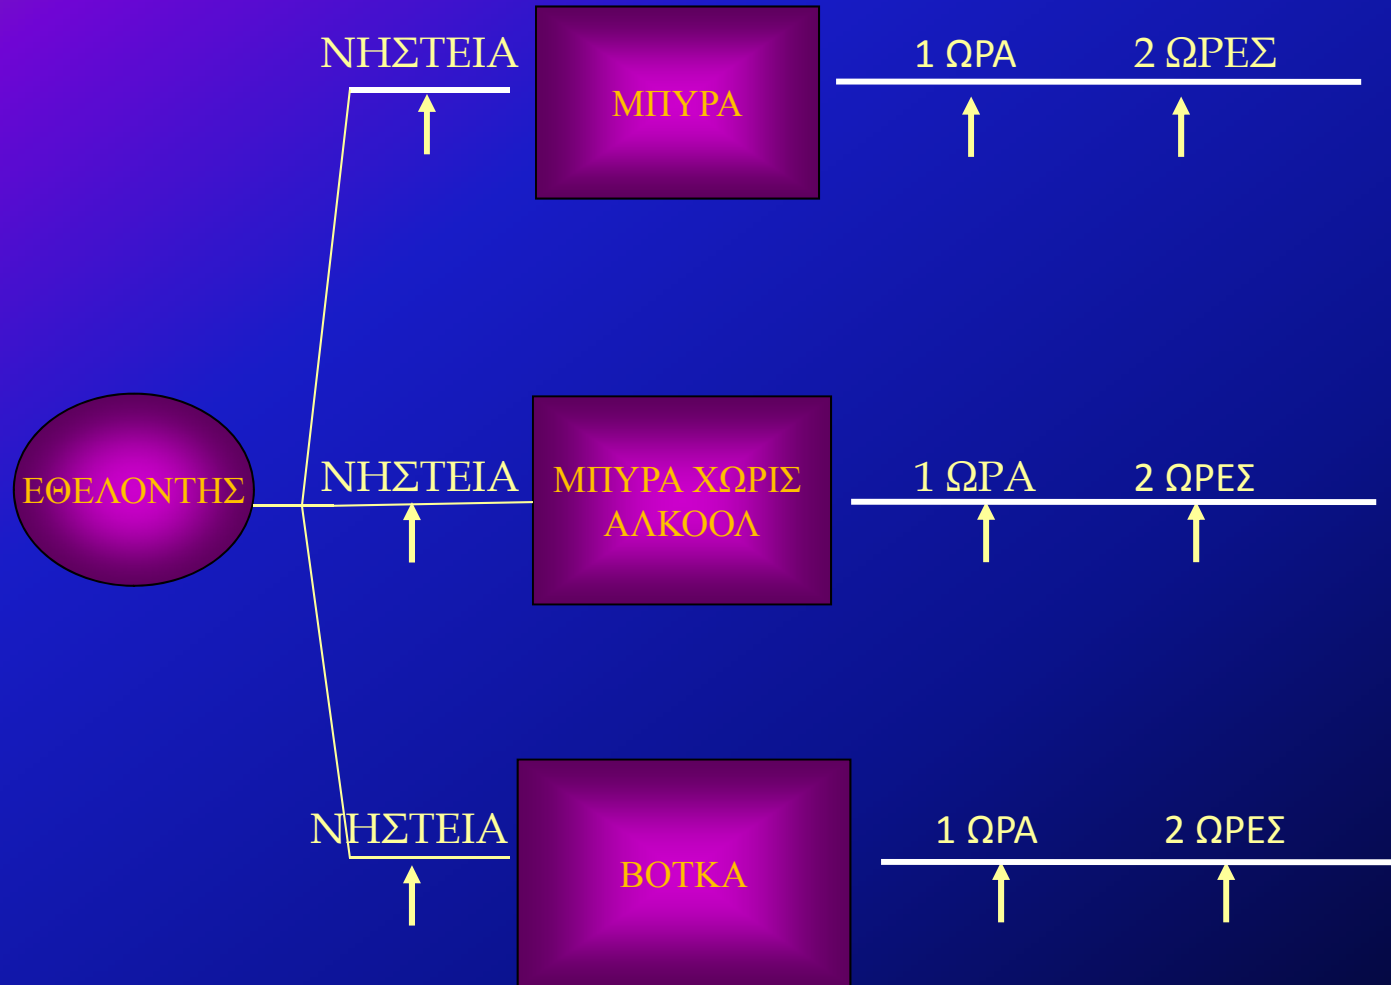 ΝΗΣΤΕΙΑ
ΜΠΥΡΑ
1 ΩΡΑ
2 ΩΡΕΣ
ΕΘΕΛΟΝΤΗΣ
ΝΗΣΤΕΙΑ
ΜΠΥΡΑ ΧΩΡΙΣ
ΑΛΚΟΟΛ
1 ΩΡΑ
2 ΩΡΕΣ
ΝΗΣΤΕΙΑ
ΒΟΤΚΑ
1 ΩΡΑ
2 ΩΡΕΣ